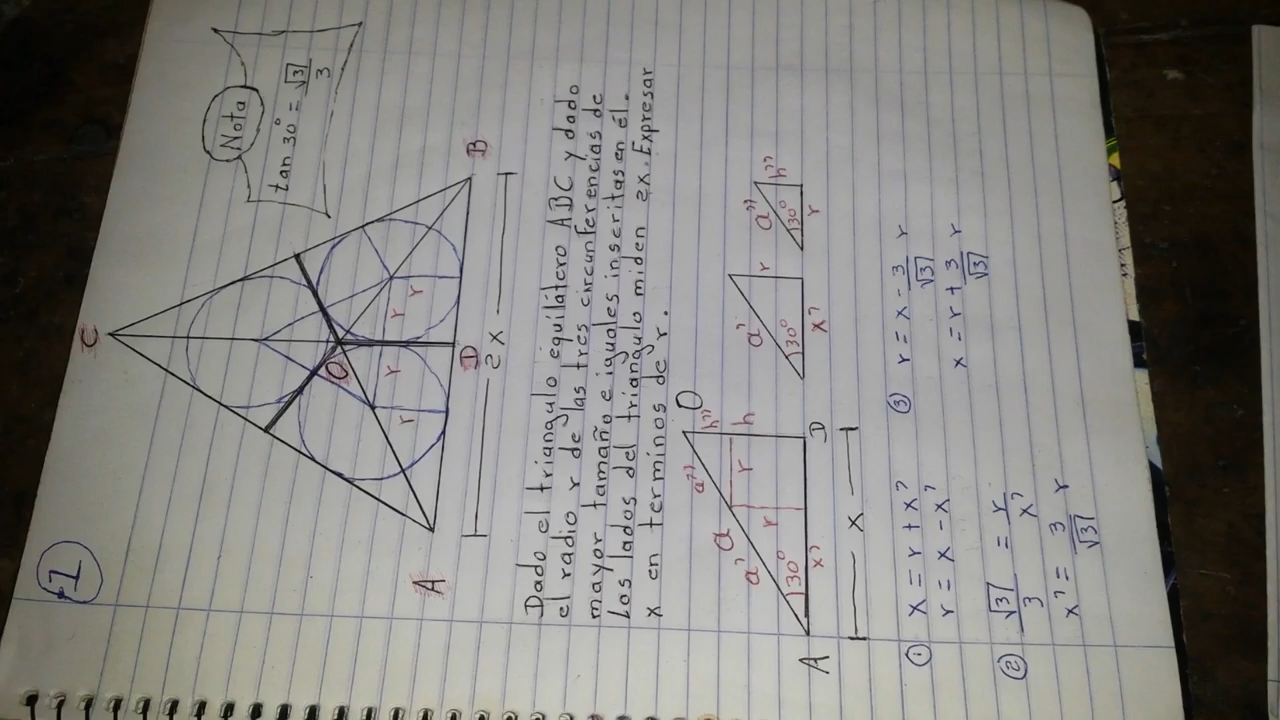 1
Nota
tan 30° = √3/3
C
O
r r
r r
A D B
2x
Dado el triangulo equilátero ABC y dado
el radio r de las tres circunferencias de
mayor tamaño e iguales inscritas en él.
Los lados del triangulo miden 2x. Expresar
x en terminos de r.
O
a'' h''
a r
a' r h
30°
A x' D
x
a' r
30°
x'
a'' h''
30°
r
① x = r + x'
r = x - x'
② √3/3 = r/x'
x' = 3/√3 r
③ r = x - 3/√3 r
x = r + 3/√3 r